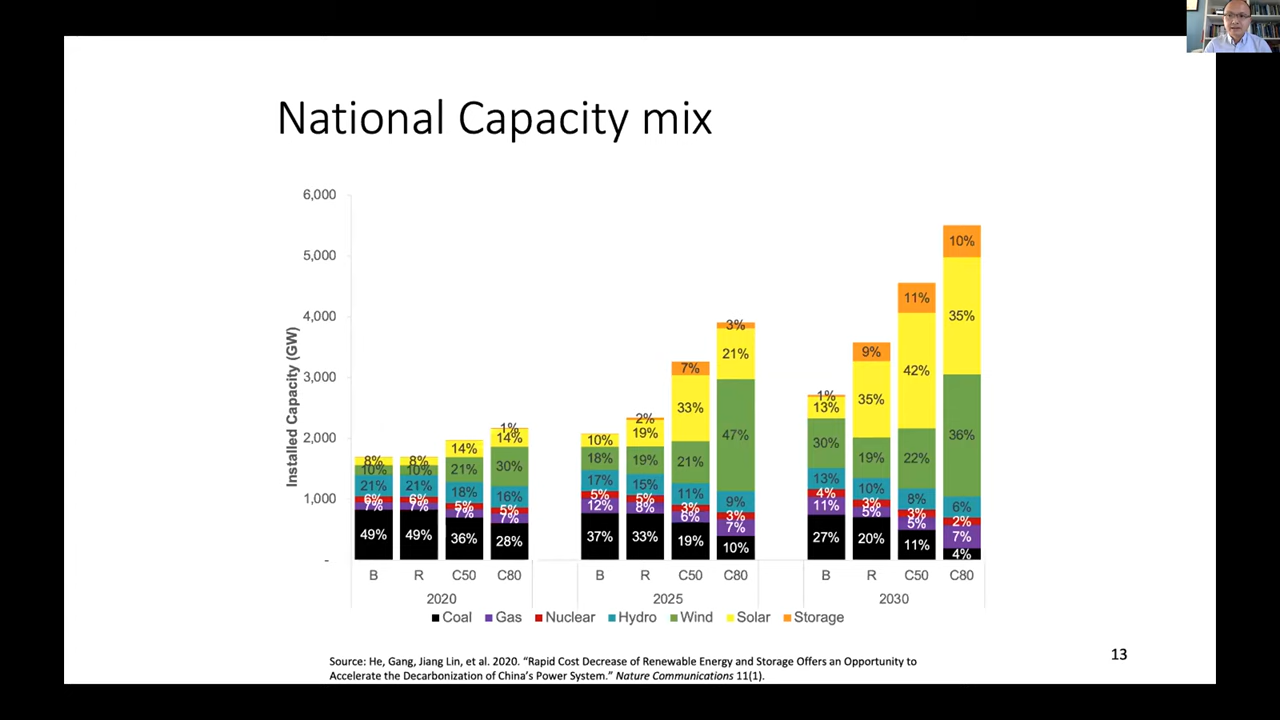 National Capacity mix
Installed Capacity (GW)
6,000
5,000
4,000
3,000
2,000
1,000
-
8% 8% 14% 1% 14%
10% 10% 21% 30%
21% 21% 18% 16%
6% 6% 5% 5%
7% 7% 7% 7%
49% 49% 36% 28%
10% 2% 19% 7% 33% 3% 21%
18% 19% 21% 47%
17% 15% 11% 9%
5% 5% 3% 3%
12% 8% 6% 7%
37% 33% 19% 10%
1% 13% 9% 35% 11% 42% 10% 35%
30% 19% 22% 36%
13% 10% 8% 6%
4% 3% 3% 2%
11% 5% 5% 7%
27% 20% 11% 4%
B R C50 C80 B R C50 C80 B R C50 C80
2020 2025 2030
Coal Gas Nuclear Hydro Wind Solar Storage
13
Source: He, Gang, Jiang Lin, et al. 2020. “Rapid Cost Decrease of Renewable Energy and Storage Offers an Opportunity to
Accelerate the Decarbonization of China’s Power System.” Nature Communications 11(1).